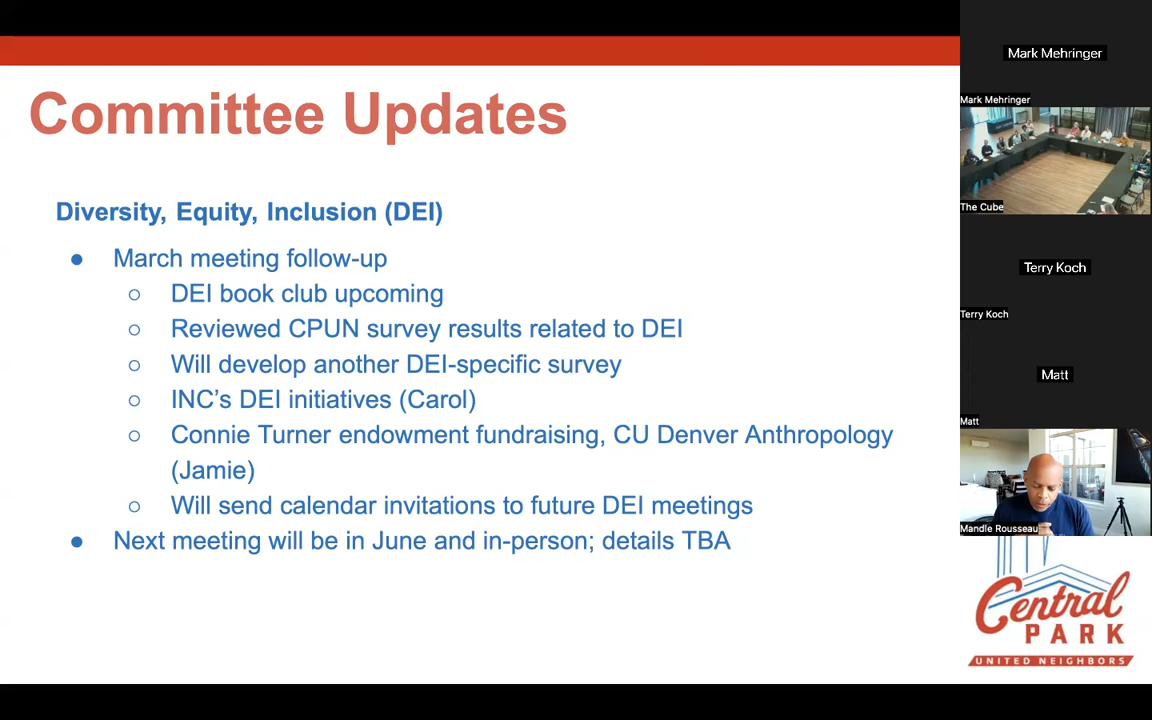 Committee Updates
Diversity, Equity, Inclusion (DEI)
● March meeting follow-up
○ DEI book club upcoming
○ Reviewed CPUN survey results related to DEI
○ Will develop another DEI-specific survey
○ INC’s DEI initiatives (Carol)
○ Connie Turner endowment fundraising, CU Denver Anthropology
(Jamie)
○ Will send calendar invitations to future DEI meetings
● Next meeting will be in June and in-person; details TBA
Mark Mehringer
Mark Mehringer
The Cube
Terry Koch
Terry Koch
Matt
Matt
Mandle Rousseau
Central
PARK
UNITED NEIGHBORS